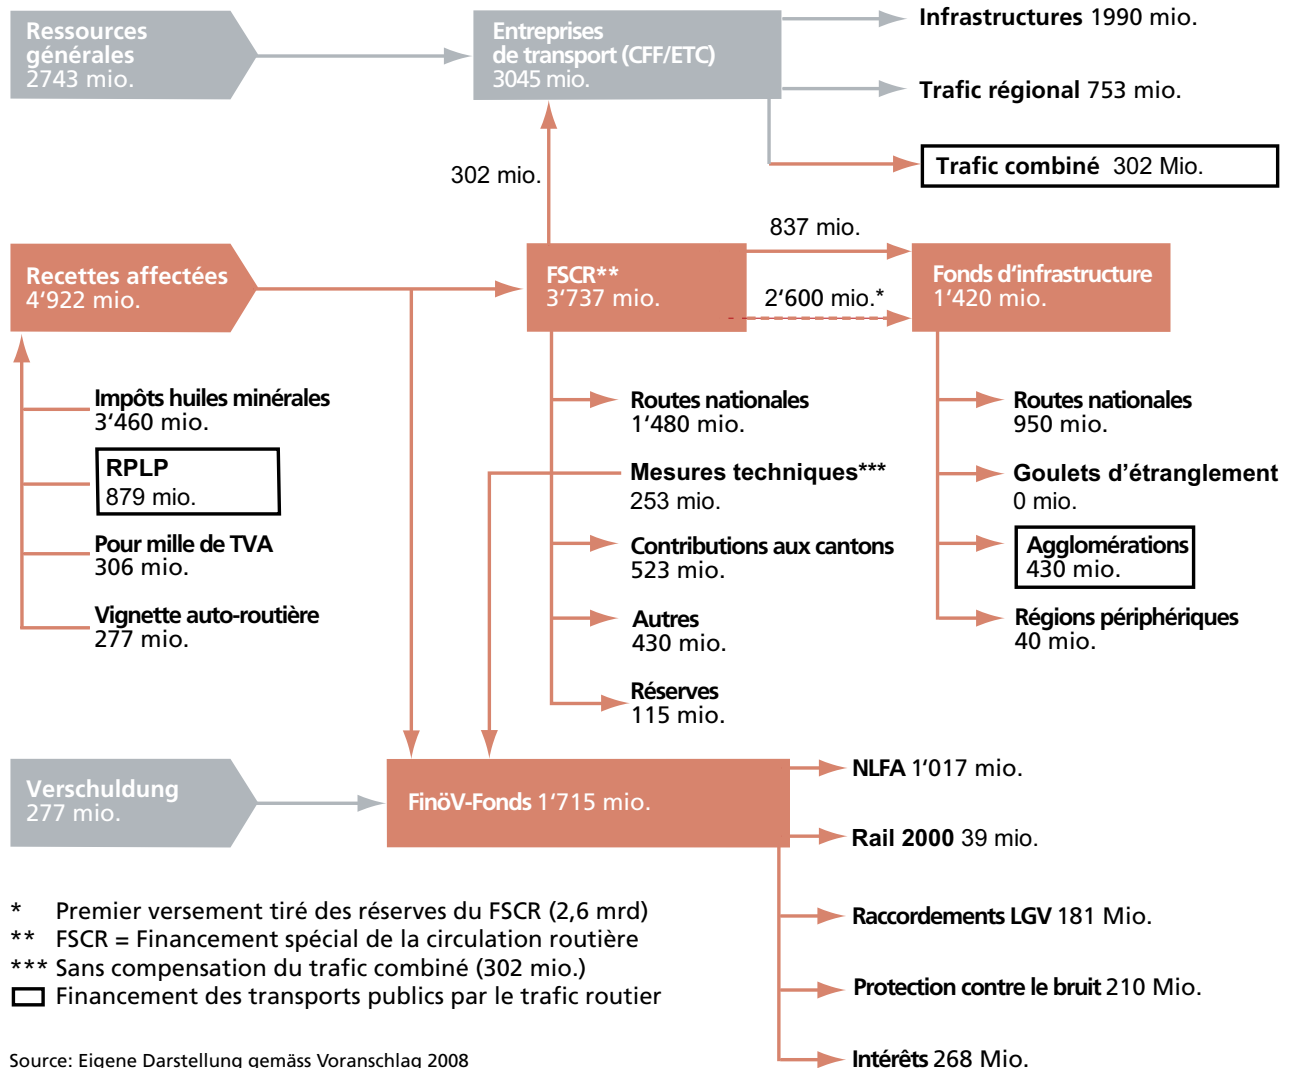 Ressources
générales
2743 mio.
Entreprises
de transport (CFF/ETC)
3045 mio.
Infrastructures 1990 mio.
Trafic régional 753 mio.
Trafic combiné 302 Mio.
302 mio.
Recettes affectées
4‘922 mio.
FSCR**
3‘737 mio.
837 mio.
2‘600 mio.*
Fonds d‘infrastructure
1‘420 mio.
Impôts huiles minérales
3‘460 mio.
RPLP
879 mio.
Pour mille de TVA
306 mio.
Vignette auto-routière
277 mio.
Routes nationales
1‘480 mio.
Mesures techniques***
253 mio.
Contributions aux cantons
523 mio.
Autres
430 mio.
Réserves
115 mio.
Routes nationales
950 mio.
Goulets d’étranglement
0 mio.
Agglomérations
430 mio.
Régions périphériques
40 mio.
Verschuldung
277 mio.
FinöV-Fonds 1‘715 mio.
NLFA 1‘017 mio.
Rail 2000 39 mio.
Raccordements LGV 181 Mio.
Protection contre le bruit 210 Mio.
Intérêts 268 Mio.
* Premier versement tiré des réserves du FSCR (2,6 mrd)
** FSCR = Financement spécial de la circulation routière
*** Sans compensation du trafic combiné (302 mio.)
Financement des transports publics par le trafic routier
Source: Eigene Darstellung gemäss Voranschlag 2008